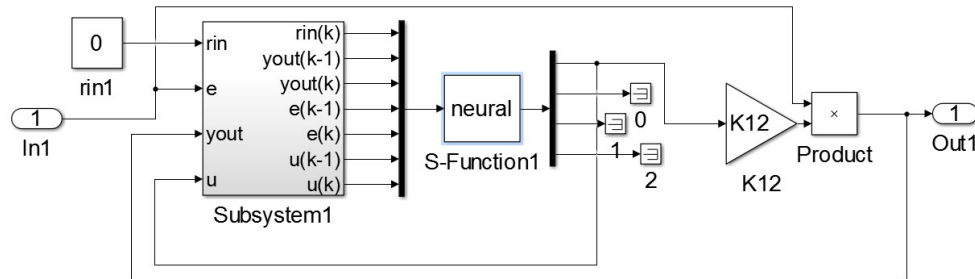 0
rin1
1
In1
rin
e
yout
u
rin(k)
yout(k-1)
yout(k)
e(k-1)
e(k)
u(k-1)
u(k)
Subsystem1
neural
S-Function1
0
1
2
K12
K12
×
Product
1
Out1